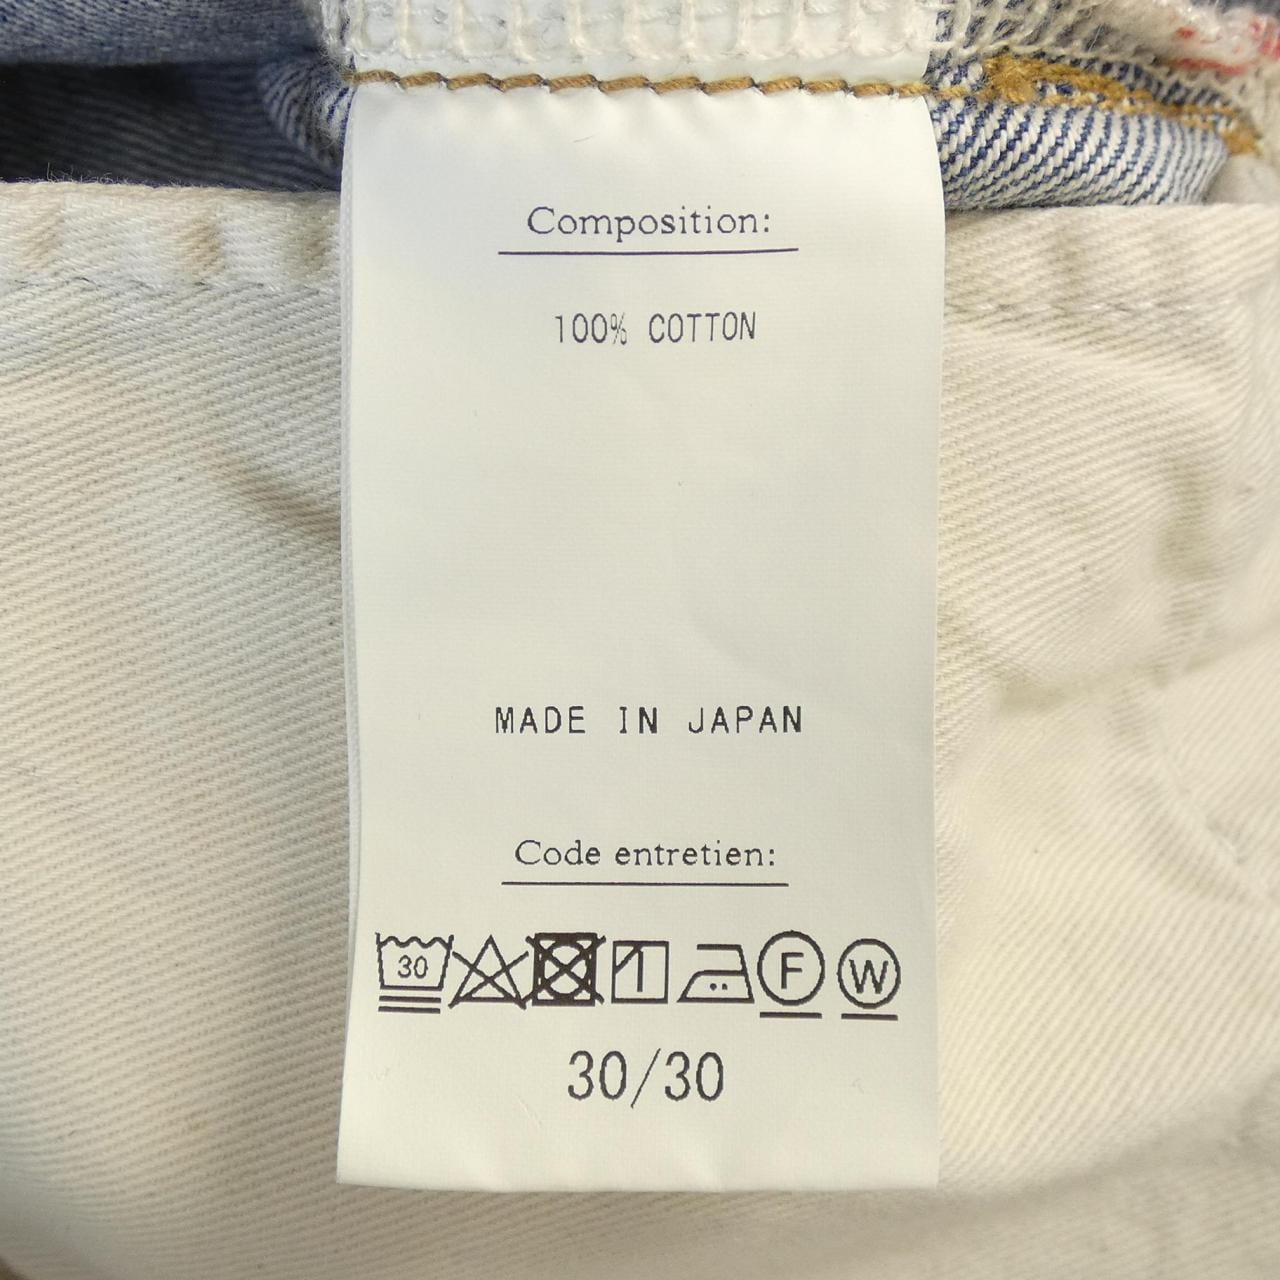 Composition:
100% COTTON
MADE IN JAPAN
Code entretien:
30 F W
30/30